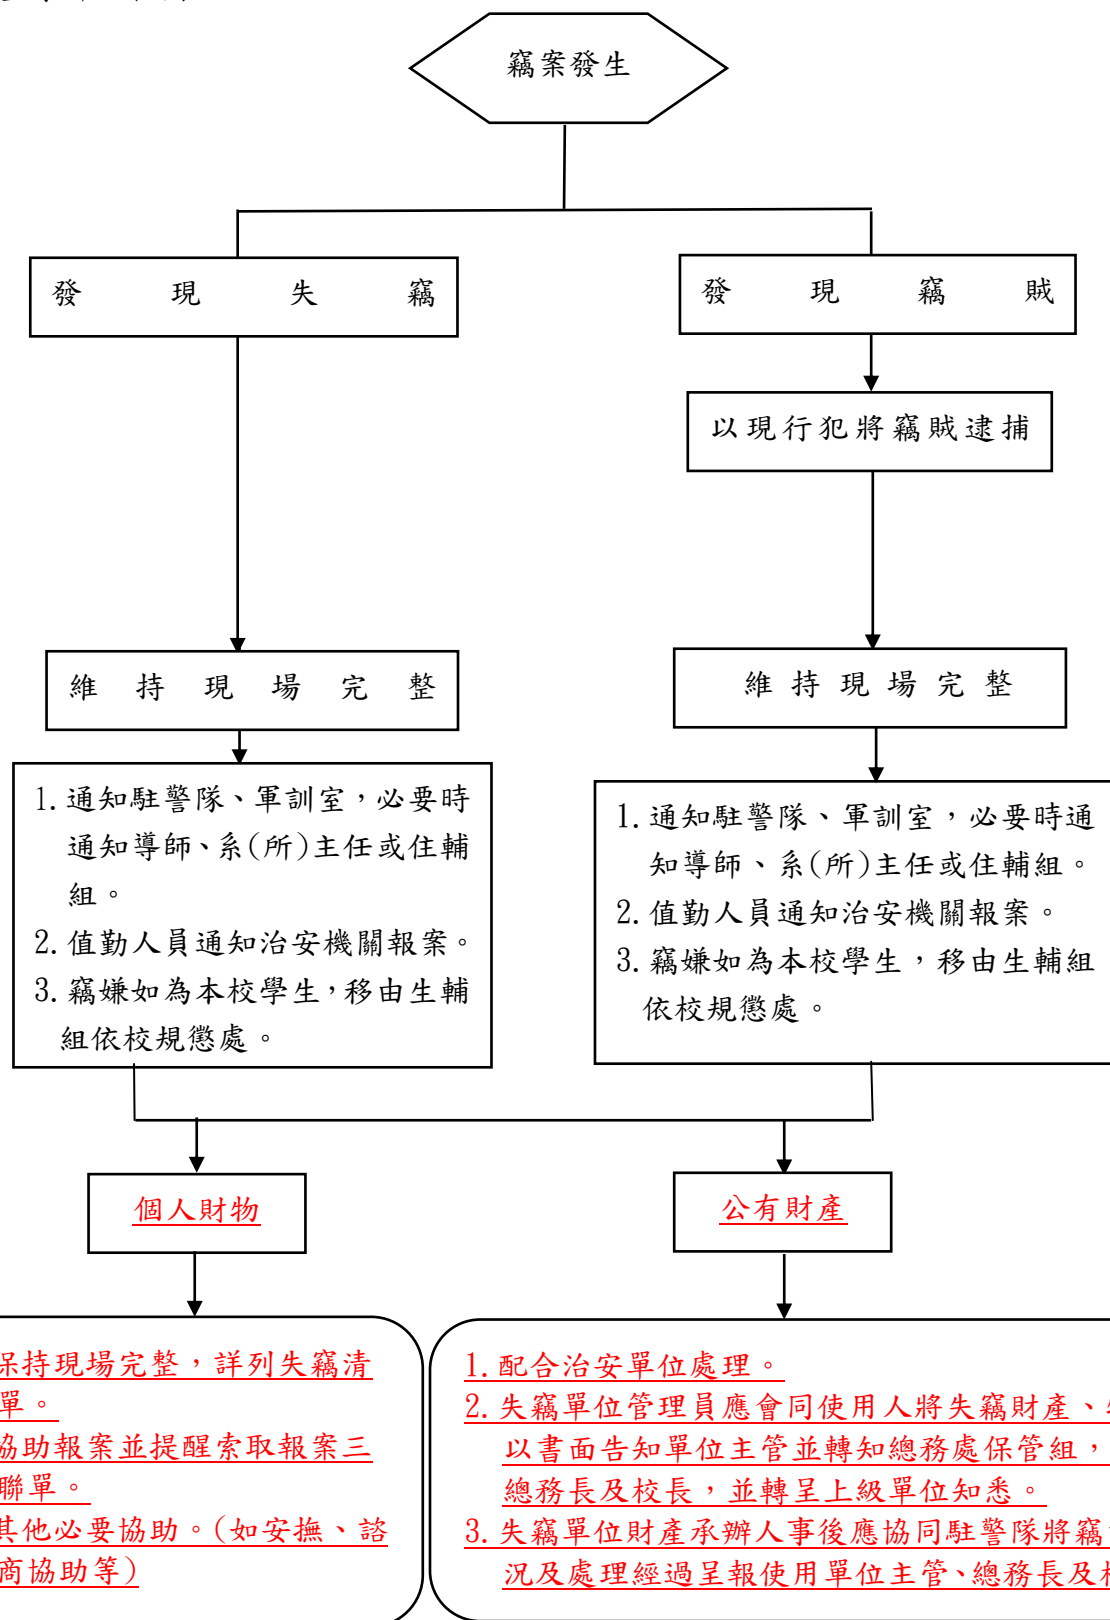 竊案發生
發現失竊
發現竊賊
以現行犯將竊賊逮捕
維持現場完整
維持現場完整
1.通知駐警隊、軍訓室，必要時
通知導師、系(所)主任或住輔
組。
2.值勤人員通知治安機關報案。
3.竊嫌如為本校學生，移由生輔
組依校規懲處。
1.通知駐警隊、軍訓室，必要時通
知導師、系(所)主任或住輔組。
2.值勤人員通知治安機關報案。
3.竊嫌如為本校學生，移由生輔組
依校規懲處。
個人財物
公有財產
保持現場完整，詳列失竊清
單。
協助報案並提醒索取報案三
聯單。
其他必要協助。(如安撫、諮
商協助等)
1.配合治安單位處理。
2.失竊單位管理員應會同使用人將失竊財產、
以書面告知單位主管並轉知總務處保管組，
總務長及校長，並轉呈上級單位知悉。
3.失竊單位財產承辦人事後應協同駐警隊將竊
況及處理經過呈報使用單位主管、總務長及